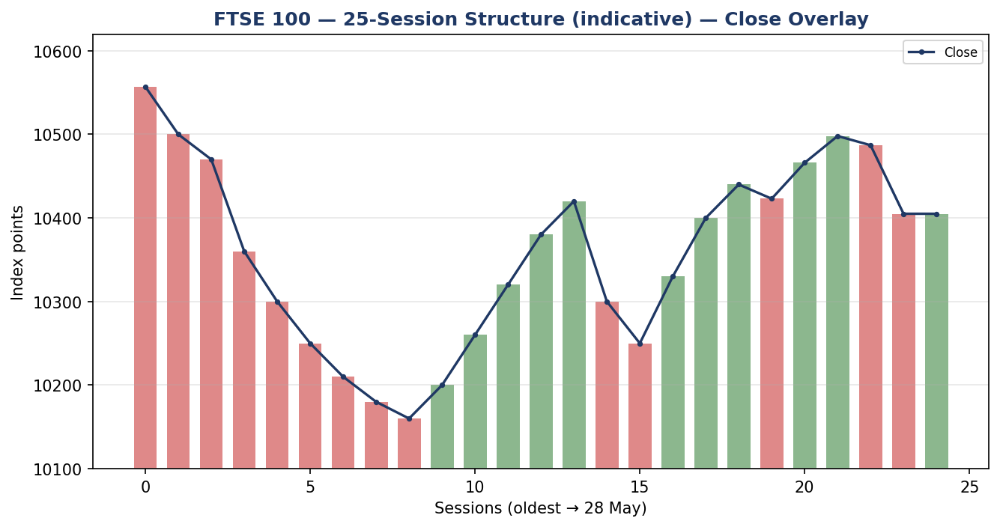 FTSE 100 — 25-Session Structure (indicative) — Close Overlay
Close
10600
10500
10400
10300
10200
10100
Index points
0 5 10 15 20 25
Sessions (oldest → 28 May)